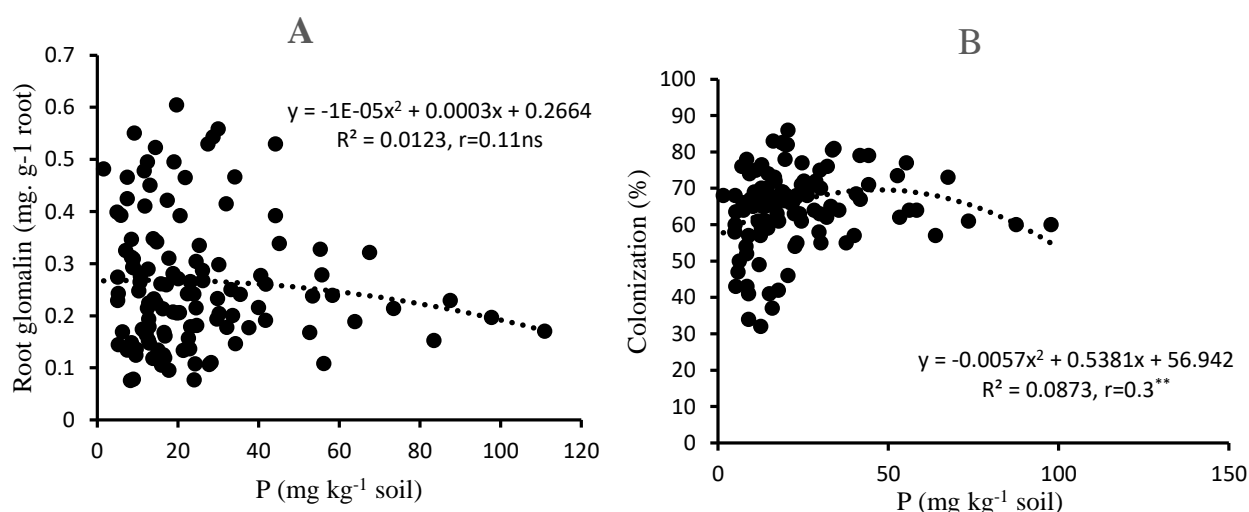 A
Root glomalin (mg. g-1 root)
0.7
0.6
0.5
0.4
0.3
0.2
0.1
0
y = -1E-05x² + 0.0003x + 0.2664
R² = 0.0123, r=0.11ns
0 20 40 60 80 100 120
P (mg kg⁻¹ soil)
B
Colonization (%)
100
90
80
70
60
50
40
30
20
10
0
y = -0.0057x² + 0.5381x + 56.942
R² = 0.0873, r=0.3**
0 50 100 150
P (mg kg⁻¹ soil)